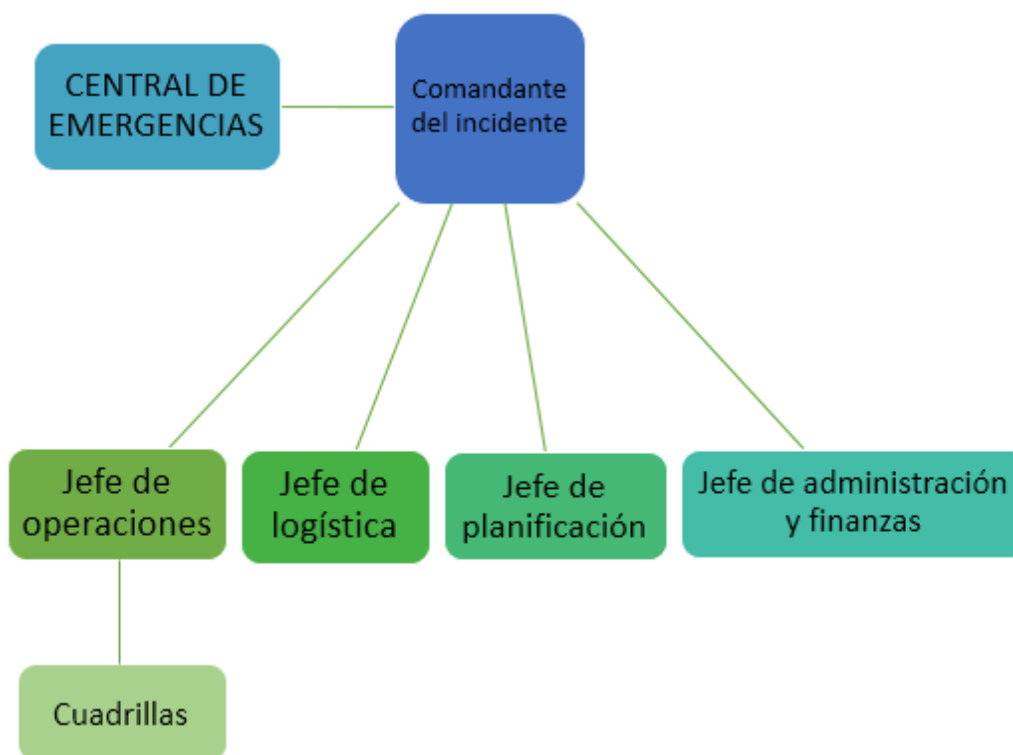 CENTRAL DE
EMERGENCIAS
Comandante
del incidente
Jefe de
operaciones
Jefe de
logística
Jefe de
planificación
Jefe de administración
y finanzas
Cuadrillas